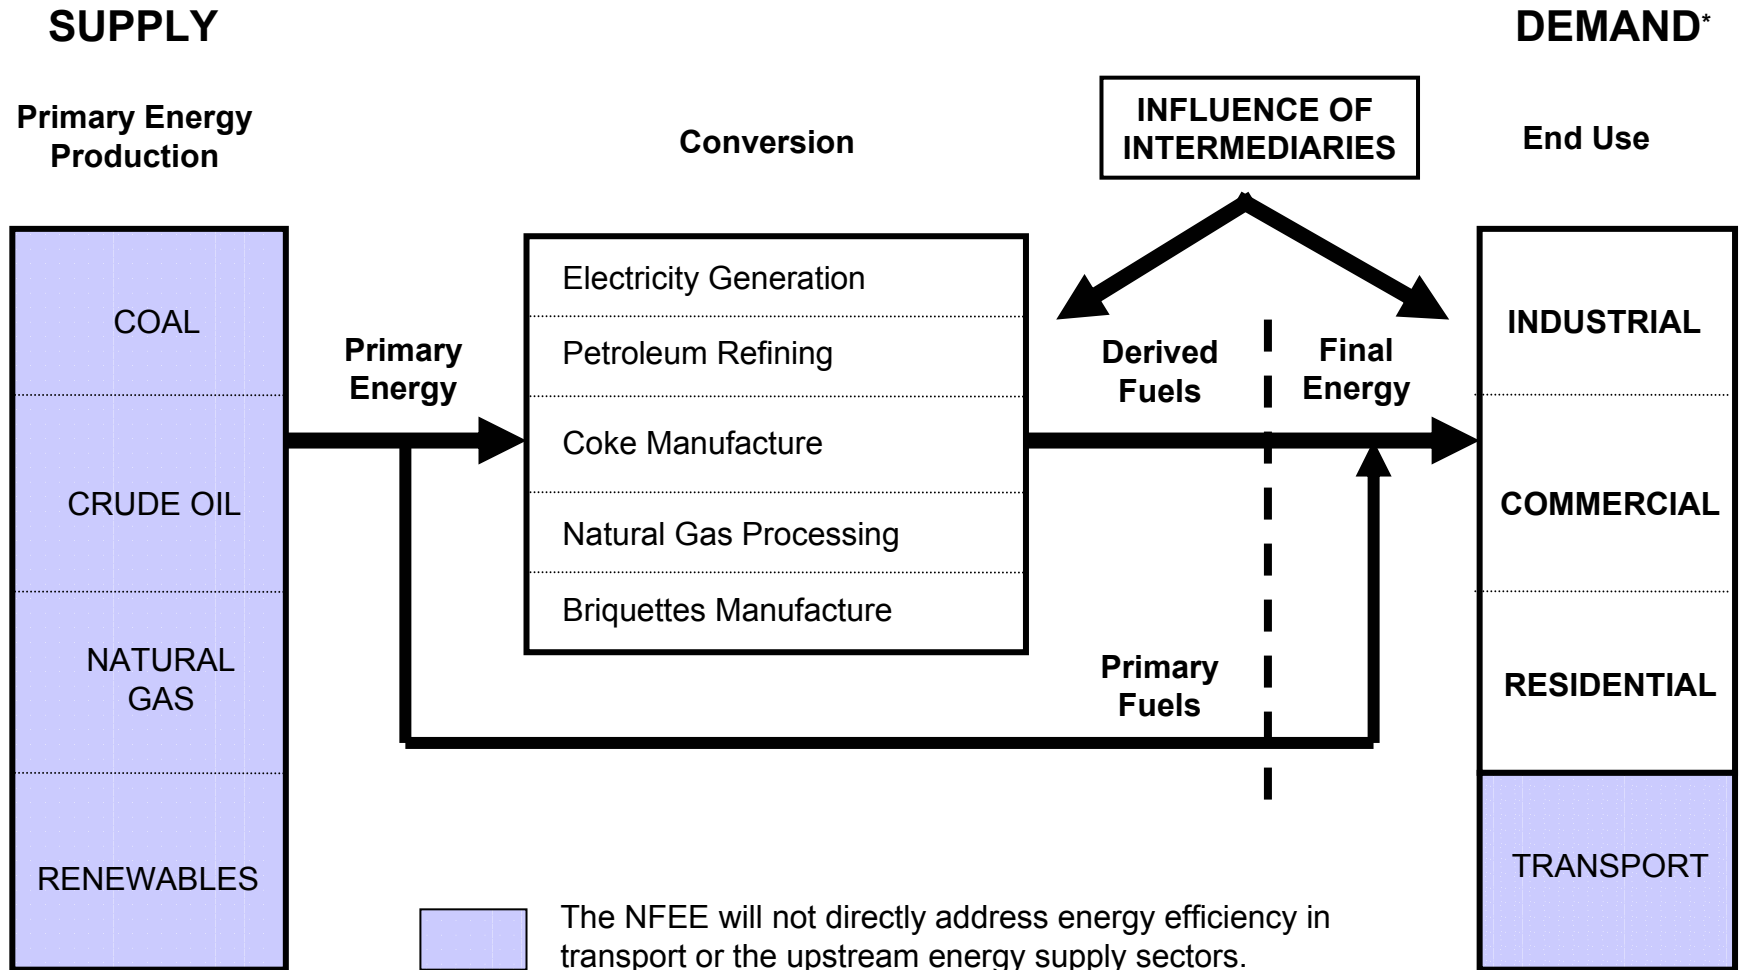 SUPPLY
DEMAND*
Primary Energy
Production
Conversion
INFLUENCE OF
INTERMEDIARIES
End Use
COAL
CRUDE OIL
NATURAL
GAS
RENEWABLES
Primary
Energy
Electricity Generation
Petroleum Refining
Coke Manufacture
Natural Gas Processing
Briquettes Manufacture
Derived
Fuels
Final
Energy
Primary
Fuels
INDUSTRIAL
COMMERCIAL
RESIDENTIAL
TRANSPORT
The NFEE will not directly address energy efficiency in
transport or the upstream energy supply sectors.